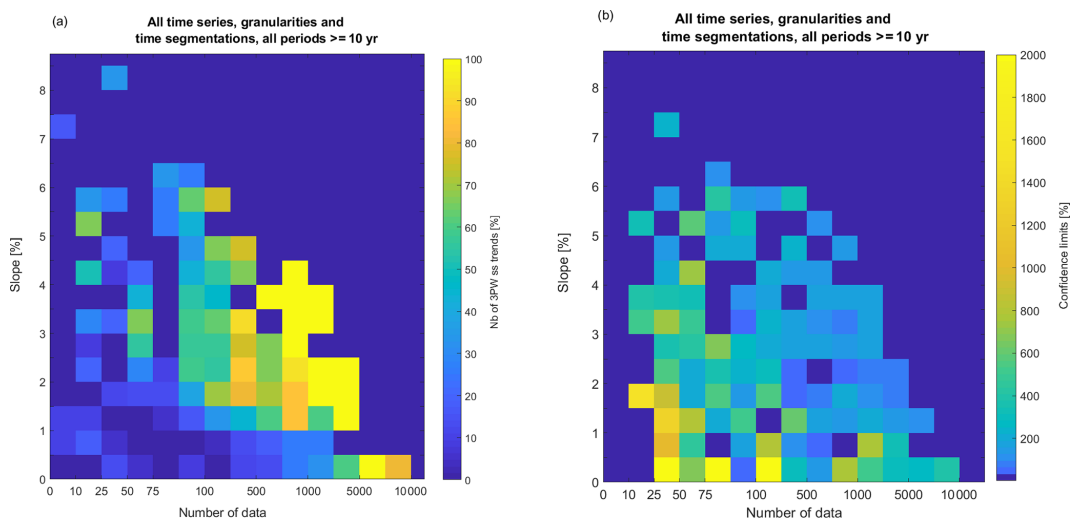 (a)
All time series, granularities and
time segmentations, all periods >= 10 yr
8
7
6
5
4
3
2
1
0
Slope [%]
0 10 25 50 75 100 500 1000 10000
Number of data
100
90
80
70
60
50
40
30
20
10
0
Nb of 3PW ss trends [%]
(b)
All time series, granularities and
time segmentations, all periods >= 10 yr
8
7
6
5
4
3
2
1
0
Slope [%]
0 10 25 50 75 100 500 1000 5000 10000
Number of data
2000
1800
1600
1400
1200
1000
800
600
400
200
Confidence limits [%]